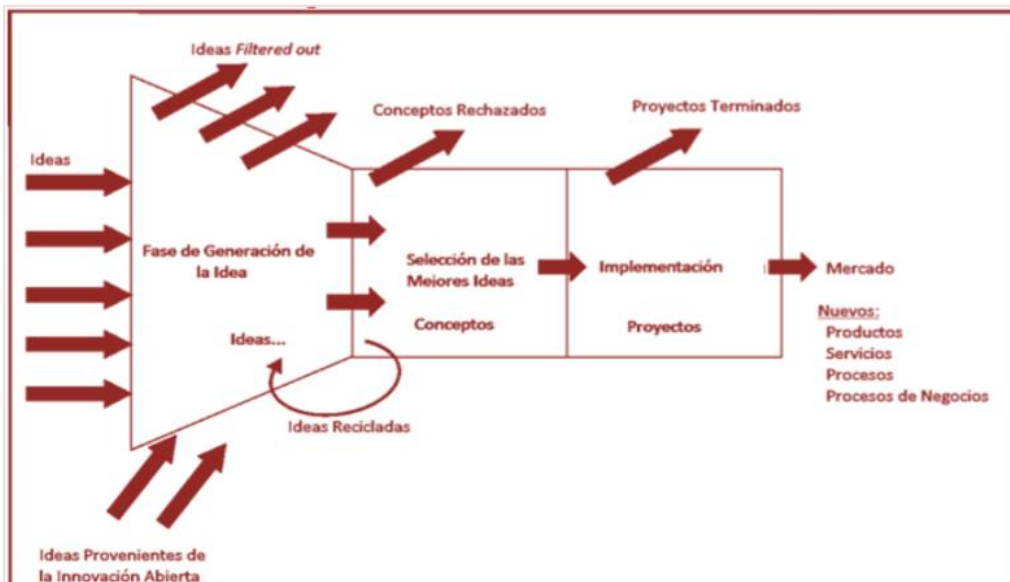 Ideas Filtered out
Conceptos Rechazados
Proyectos Terminados
Ideas
Fase de Generación de
la Idea
Selección de las
Mejores Ideas
Implementación
Mercado
Conceptos
Proyectos
Nuevos:
Productos
Servicios
Procesos
Procesos de Negocios
Ideas...
Ideas Recicladas
Ideas Provenientes de
la Innovación Abierta